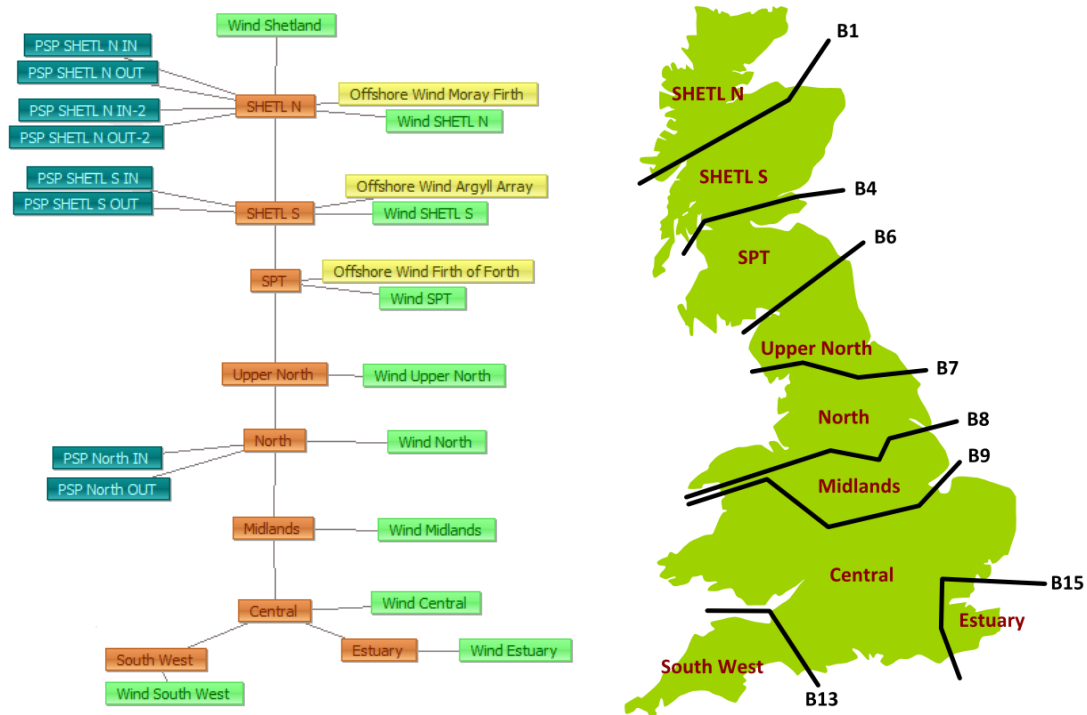 Wind Shetland
PSP SHETL N IN
PSP SHETL N OUT
PSP SHETL N IN-2
PSP SHETL N OUT-2
SHETL N
Offshore Wind Moray Firth
Wind SHETL N
PSP SHETL S IN
PSP SHETL S OUT
SHETL S
Offshore Wind Argyll Array
Wind SHETL S
SPT
Offshore Wind Firth of Forth
Wind SPT
Upper North
Wind Upper North
North
Wind North
PSP North IN
PSP North OUT
Midlands
Wind Midlands
Central
Wind Central
South West
Estuary
Wind Estuary
Wind South West
B1
SHETL N
SHETL S
B4
B6
SPT
Upper North
B7
North
B8
B9
Midlands
Central
B15
Estuary
South West
B13